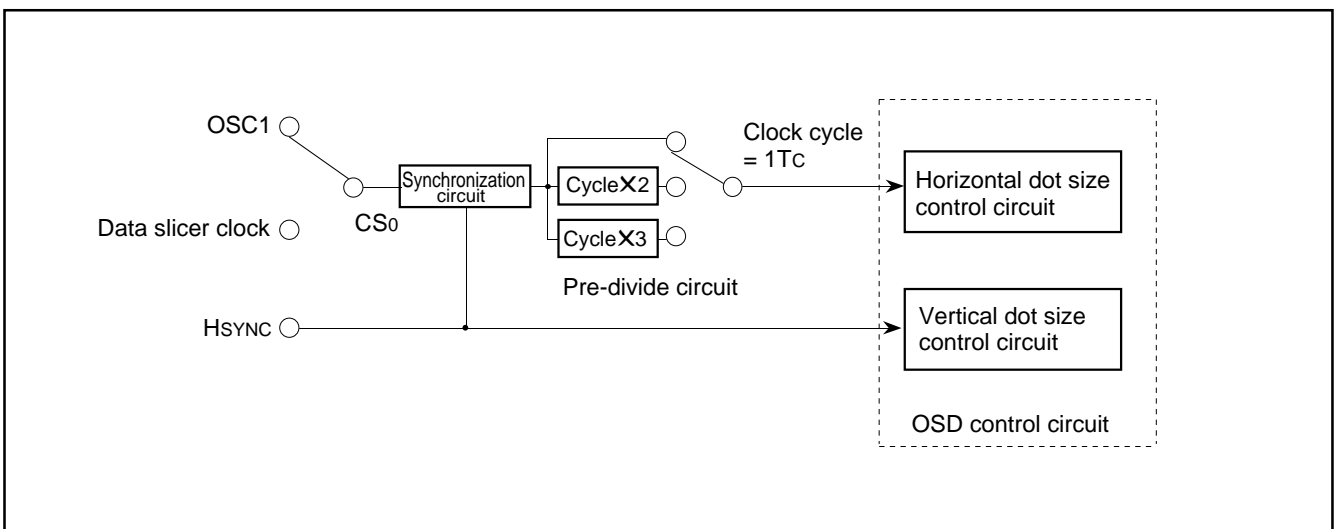 OSC1
Data slicer clock
HSYNC
CS0
Synchronization
circuit
Cycle×2
Cycle×3
Pre-divide circuit
Clock cycle
= 1TC
Horizontal dot size
control circuit
Vertical dot size
control circuit
OSD control circuit